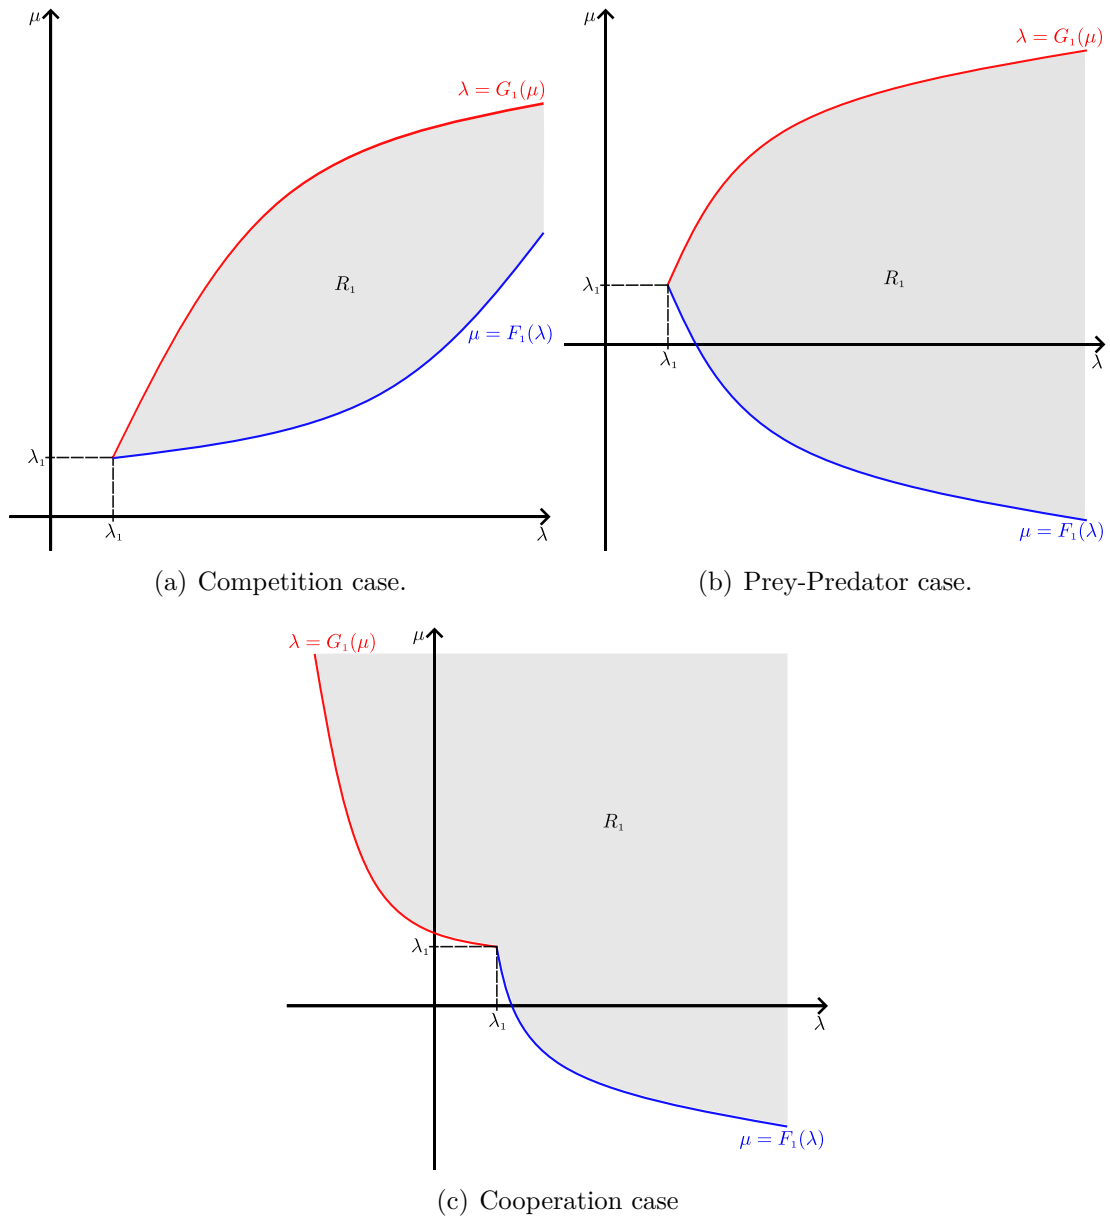 μ
λ = G₁(μ)
R₁
μ = F₁(λ)
λ₁
λ₁
λ
(a) Competition case.
μ
λ = G₁(μ)
R₁
λ₁
λ₁
λ
μ = F₁(λ)
(b) Prey-Predator case.
λ = G₁(μ)
μ
R₁
λ₁
λ₁
λ
μ = F₁(λ)
(c) Cooperation case